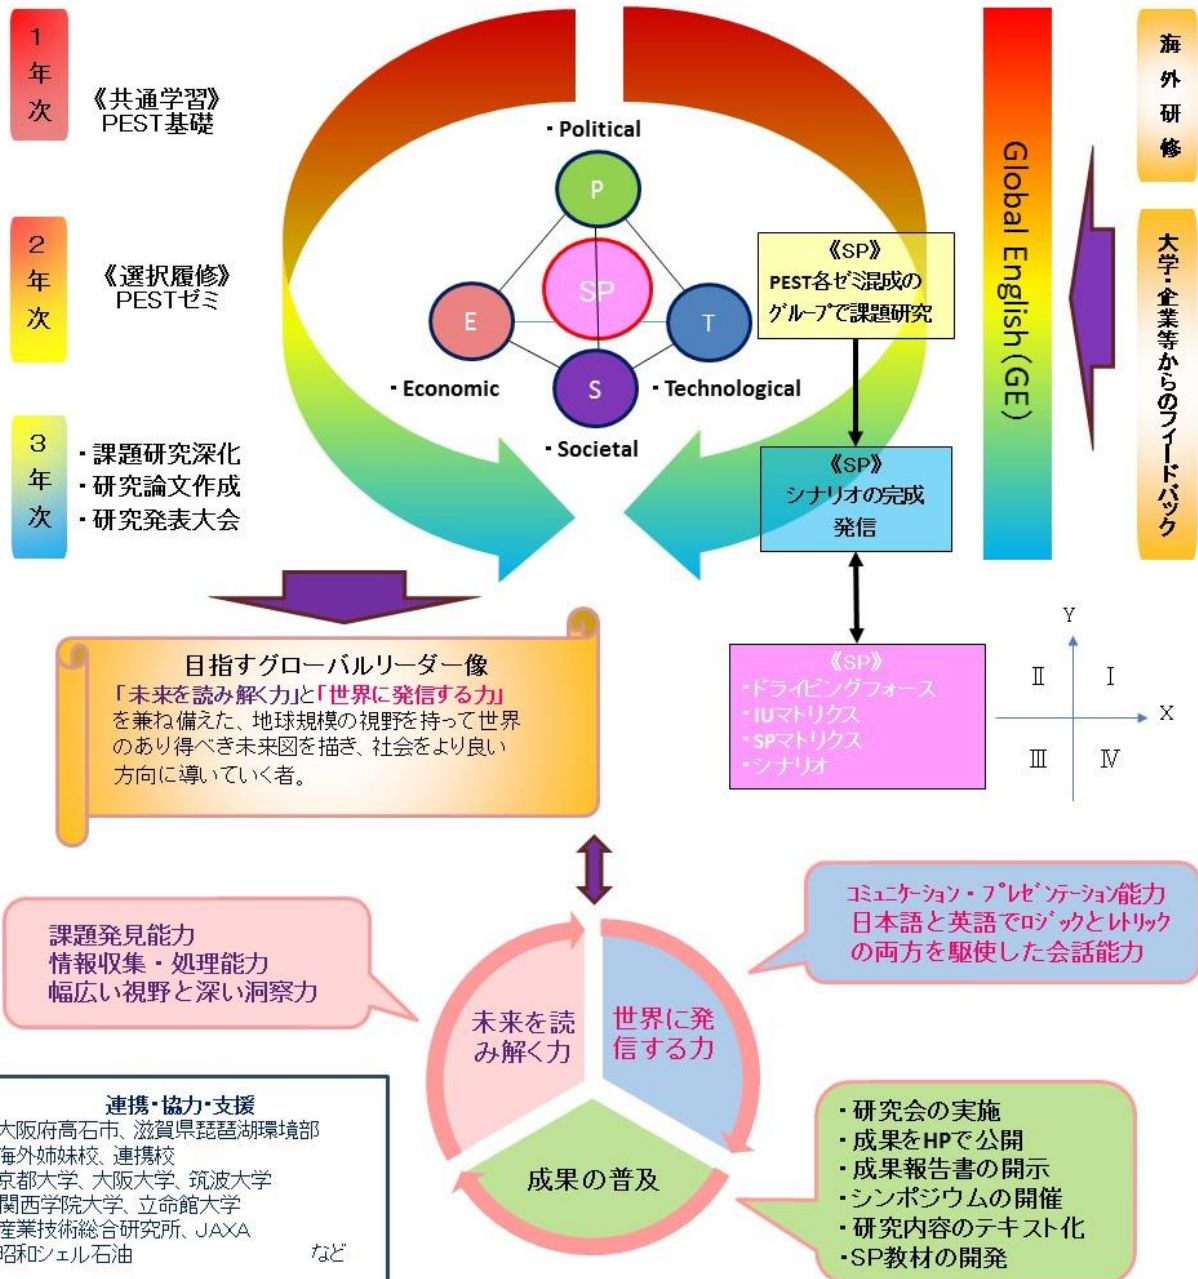 1
年
次
《共通学習》
PEST基礎
2
年
次
《選択履修》
PESTゼミ
3
年
次
・課題研究深化
・研究論文作成
・研究発表大会
・Political
P
SP
E
T
S
・Economic
・Technological
・Societal
《SP》
PEST各ゼミ混成の
グループで課題研究
《SP》
シナリオの完成
発信
《SP》
・ドライビングフォース
・IUマトリクス
・SPマトリクス
・シナリオ
Global English(GE)
海外研修
大学・企業等からのフィードバック
Y
Ⅱ Ⅰ
X
Ⅲ Ⅳ
目指すグローバルリーダー像
「未来を読み解く力」と「世界に発信する力」
を兼ね備えた、地球規模の視野を持って世界
のあり得べき未来図を描き、社会をより良い
方向に導いていく者。
課題発見能力
情報収集・処理能力
幅広い視野と深い洞察力
コミュニケーション・プレゼンテーション能力
日本語と英語でロジックとレトリック
の両方を駆使した会話能力
未来を読
み解く力
世界に発
信する力
成果の普及
連携・協力・支援
大阪府高石市、滋賀県琵琶湖環境部
海外姉妹校、連携校
京都大学、大阪大学、筑波大学
関西学院大学、立命館大学
産業技術総合研究所、JAXA
昭和シェル石油 など
・研究会の実施
・成果をHPで公開
・成果報告書の開示
・シンポジウムの開催
・研究内容のテキスト化
・SP教材の開発